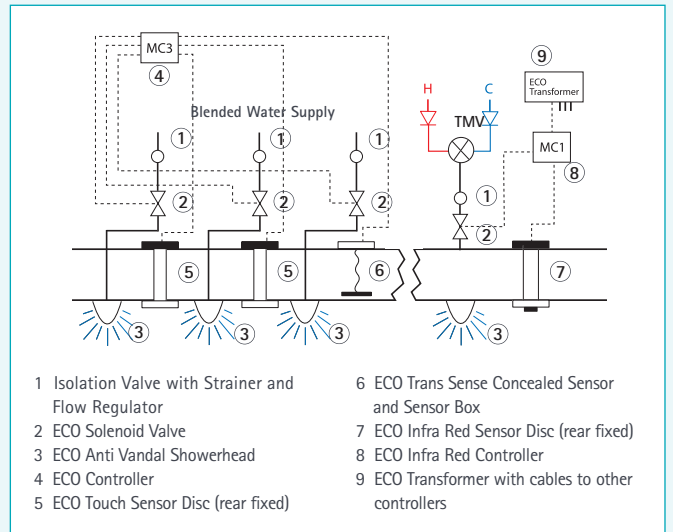 MC3
4
Blended Water Supply
1
1
1
2
2
2
5
5
6
3
3
3
9
ECO
Transformer
H
C
TMV
MC1
8
1
2
7
3
1 Isolation Valve with Strainer and
Flow Regulator
2 ECO Solenoid Valve
3 ECO Anti Vandal Showerhead
4 ECO Controller
5 ECO Touch Sensor Disc (rear fixed)
6 ECO Trans Sense Concealed Sensor
and Sensor Box
7 ECO Infra Red Sensor Disc (rear fixed)
8 ECO Infra Red Controller
9 ECO Transformer with cables to other
controllers